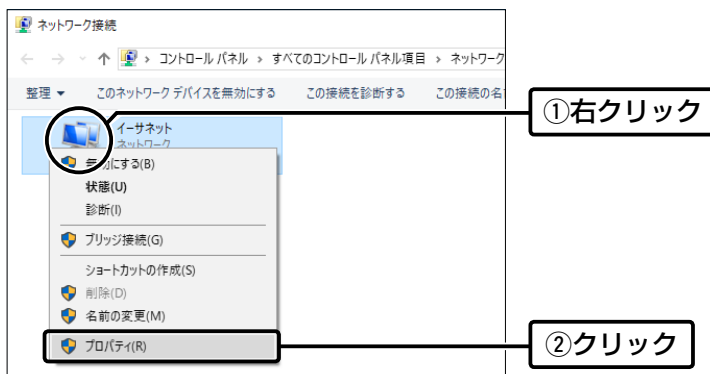 ネットワーク接続
コントロール パネル › すべてのコントロール パネル項目 › ネットワーク
整理 このネットワーク デバイスを無効にする この接続を診断する この接続の名
①右クリック
イーサネット
ネットワーク
無効にする(B)
状態(U)
診断(I)
ブリッジ接続(G)
ショートカットの作成(S)
削除(D)
名前の変更(M)
プロパティ(R)
②クリック